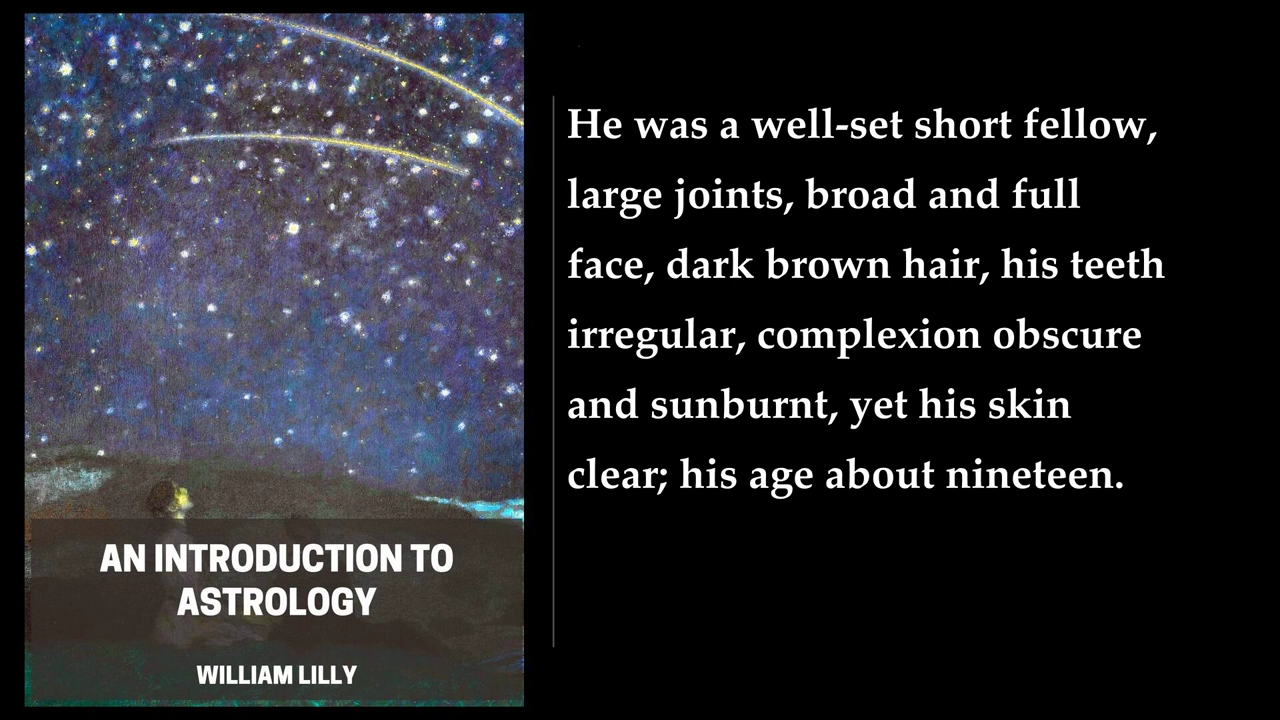 AN INTRODUCTION TO
ASTROLOGY
WILLIAM LILLY
He was a well-set short fellow,
large joints, broad and full
face, dark brown hair, his teeth
irregular, complexion obscure
and sunburnt, yet his skin
clear; his age about nineteen.